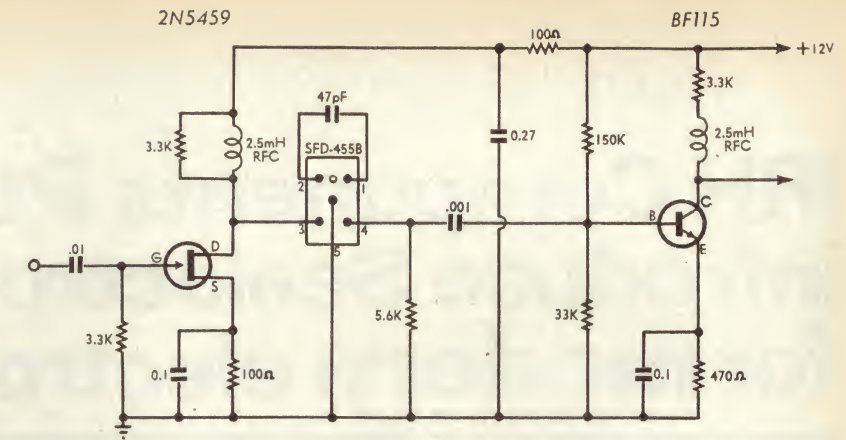 2N5459
BF115
100Ω
+12V
47pF
3.3K
3.3K
2.5mH
RFC
SFD-455B
0.27
150K
2.5mH
RFC
2
1
.001
C
.01
3
4
B
G
D
S
5
E
3.3K
5.6K
33K
0.1
100Ω
0.1
470Ω